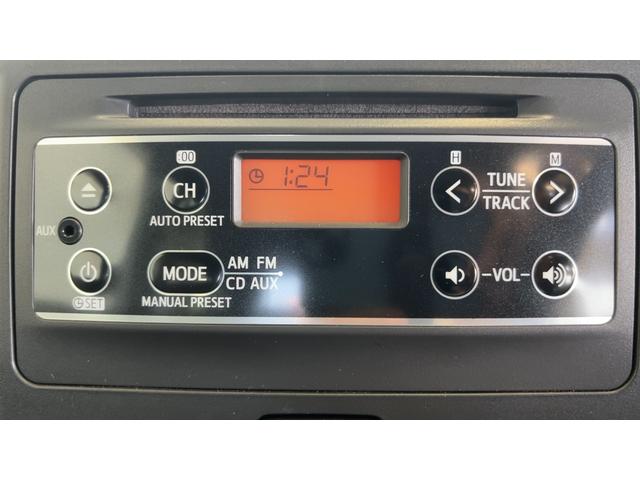 :00
CH
AUTO PRESET
1:24
H
M
TUNE
TRACK
AUX
MODE
AM FM
CD AUX
MANUAL PRESET
-VOL-
SET